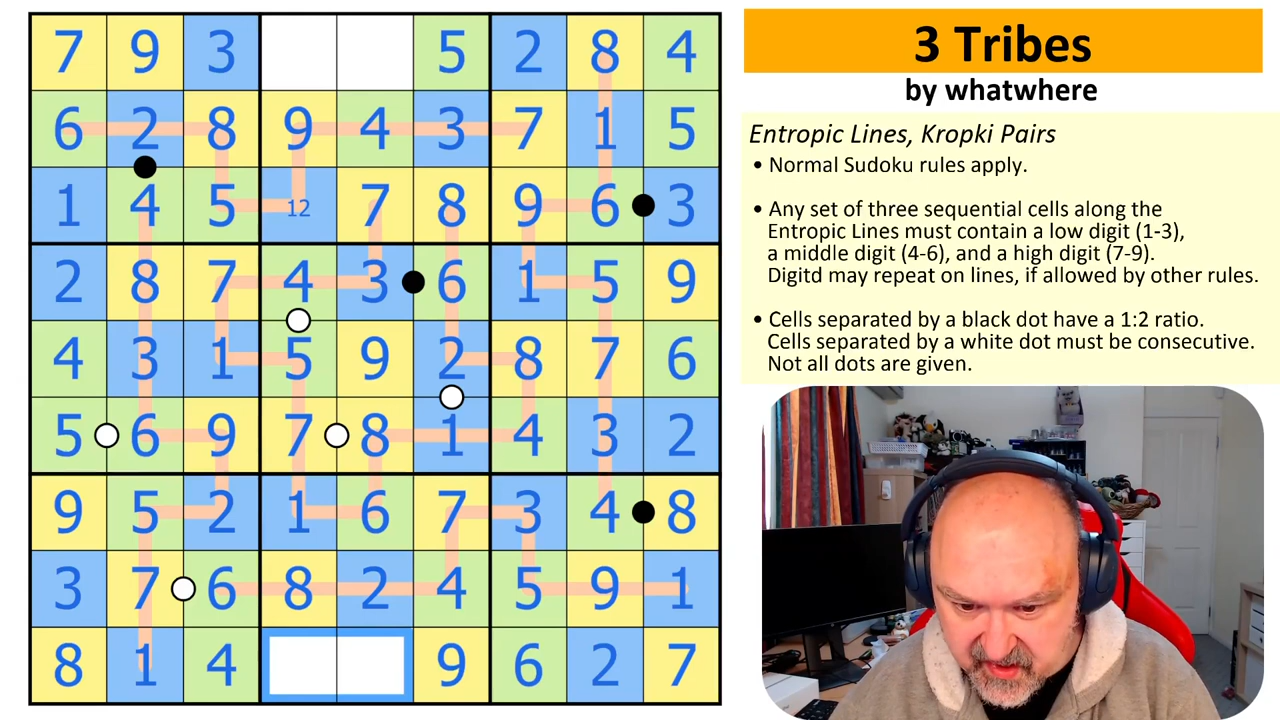 3 Tribes
by whatwhere
Entropic Lines, Kropki Pairs
• Normal Sudoku rules apply.
• Any set of three sequential cells along the
Entropic Lines must contain a low digit (1-3),
a middle digit (4-6), and a high digit (7-9).
Digitd may repeat on lines, if allowed by other rules.
• Cells separated by a black dot have a 1:2 ratio.
Cells separated by a white dot must be consecutive.
Not all dots are given.
7 9 3 5 2 8 4
6 2 8 9 4 3 7 1 5
1 4 5 12 7 8 9 6 3
2 8 7 4 3 6 1 5 9
4 3 1 5 9 2 8 7 6
5 6 9 7 8 1 4 3 2
9 5 2 1 6 7 3 4 8
3 7 6 8 2 4 5 9 1
8 1 4 9 6 2 7